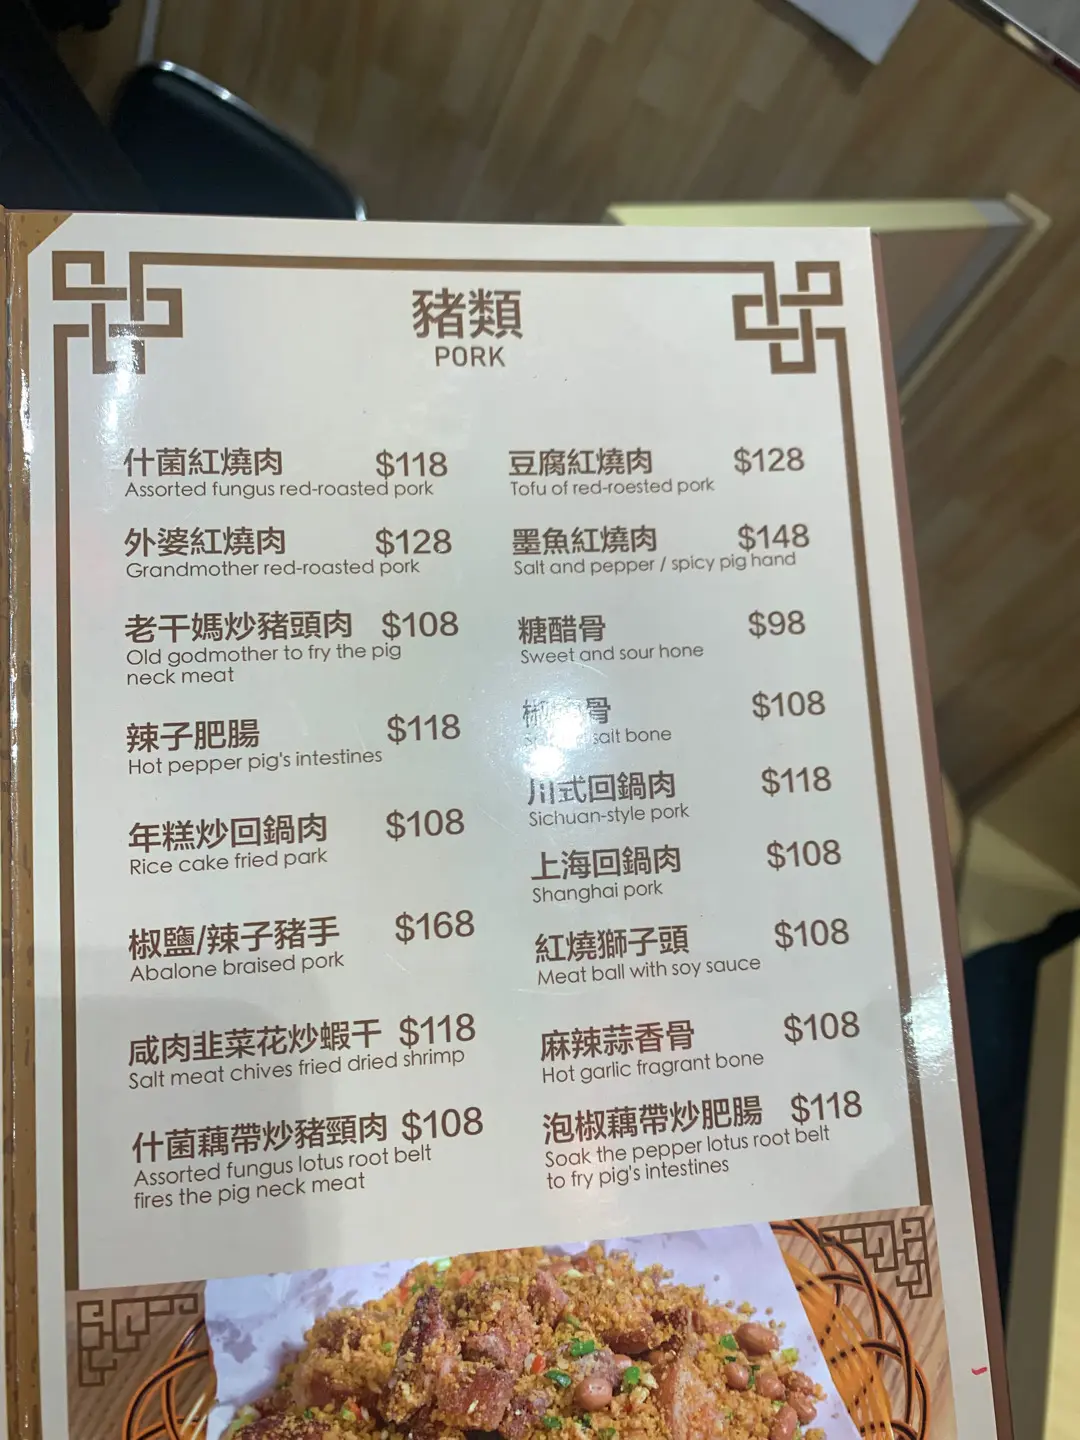 豬類
PORK
什菌紅燒肉 $118
Assorted fungus red-roasted pork
外婆紅燒肉 $128
Grandmother red-roasted pork
老干媽炒豬頭肉 $108
Old godmother to fry the pig
neck meat
辣子肥腸 $118
Hot pepper pig's intestines
年糕炒回鍋肉 $108
Rice cake fried park
椒鹽/辣子豬手 $168
Abalone braised pork
咸肉韭菜花炒蝦干 $118
Salt meat chives fried dried shrimp
什菌藕帶炒豬頸肉 $108
Assorted fungus lotus root belt
fires the pig neck meat
豆腐紅燒肉 $128
Tofu of red-roested pork
墨魚紅燒肉 $148
Salt and pepper / spicy pig hand
糖醋骨 $98
Sweet and sour hone
骨 $108
salt bone
川式回鍋肉 $118
Sichuan-style pork
上海回鍋肉 $108
Shanghai pork
紅燒獅子頭 $108
Meat ball with soy sauce
麻辣蒜香骨 $108
Hot garlic fragrant bone
泡椒藕帶炒肥腸 $118
Soak the pepper lotus root belt
to fry pig's intestines